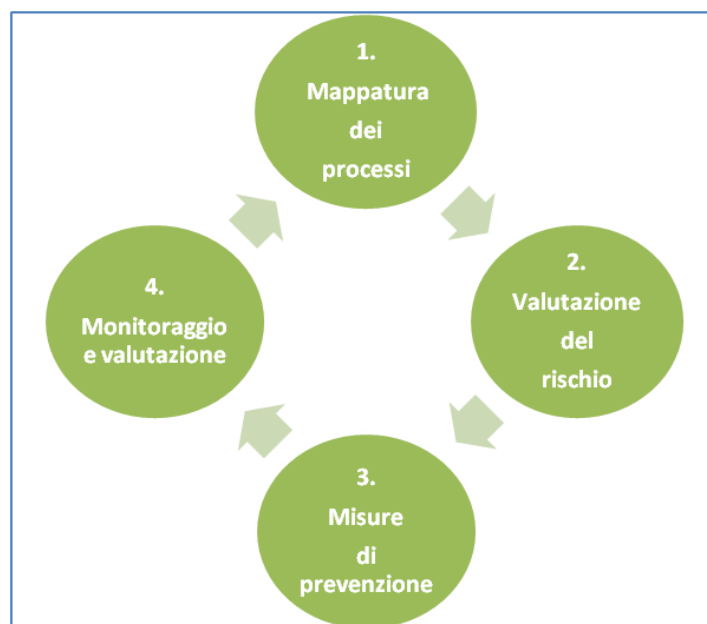 1.
Mappatura
dei
processi
2.
Valutazione
del
rischio
3.
Misure
di
prevenzione
4.
Monitoraggio
e valutazione